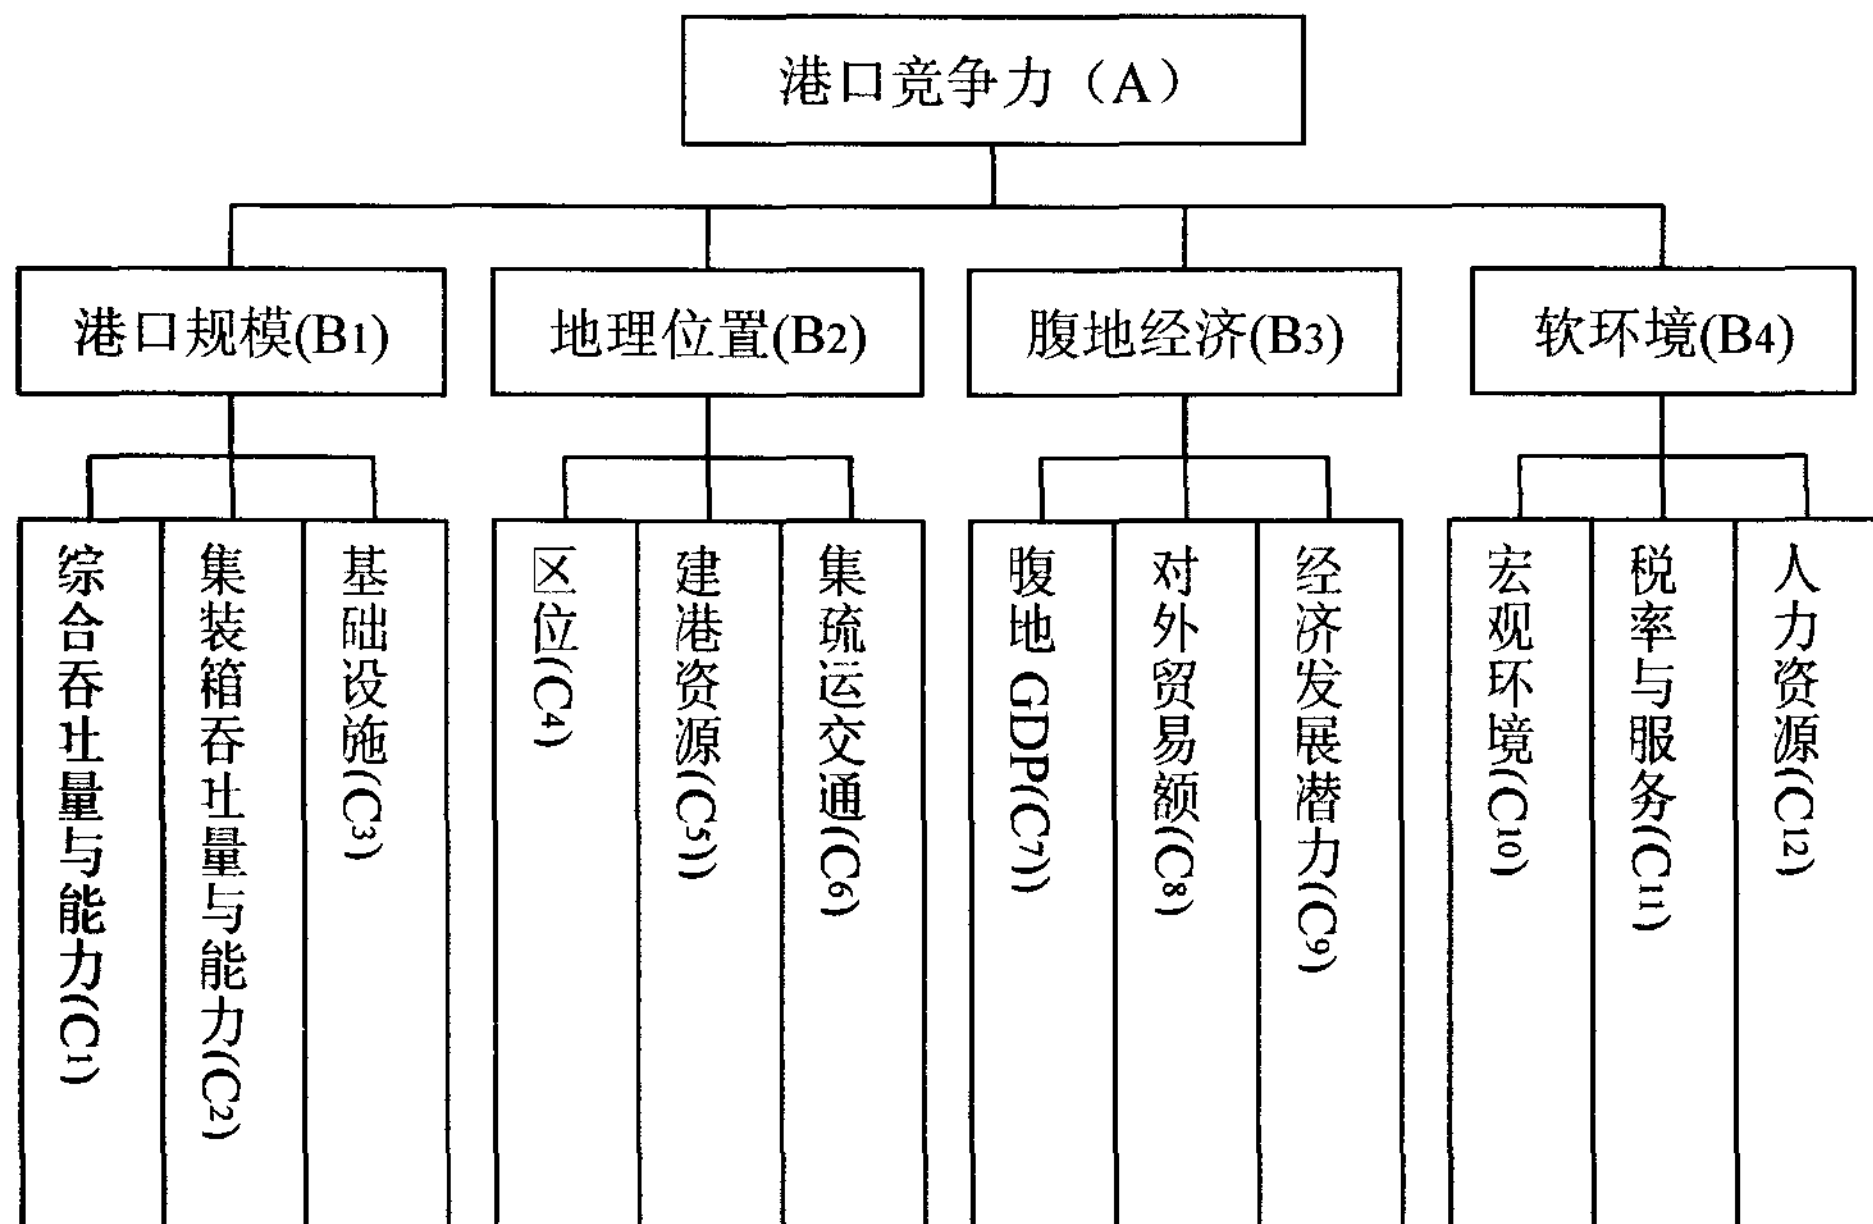 港口竞争力（A）
港口规模(B1)
地理位置(B2)
腹地经济(B3)
软环境(B4)
综合吞吐量与能力(C1)
集装箱吞吐量与能力(C2)
基础设施(C3)
区位(C4)
建港资源(C5))
集琉运交通(C6)
腹地 GDP(C7))
对外贸易额(C8)
经济发展潜力(C9)
宏观环境(C10)
税率与服务(C11)
人力资源(C12)